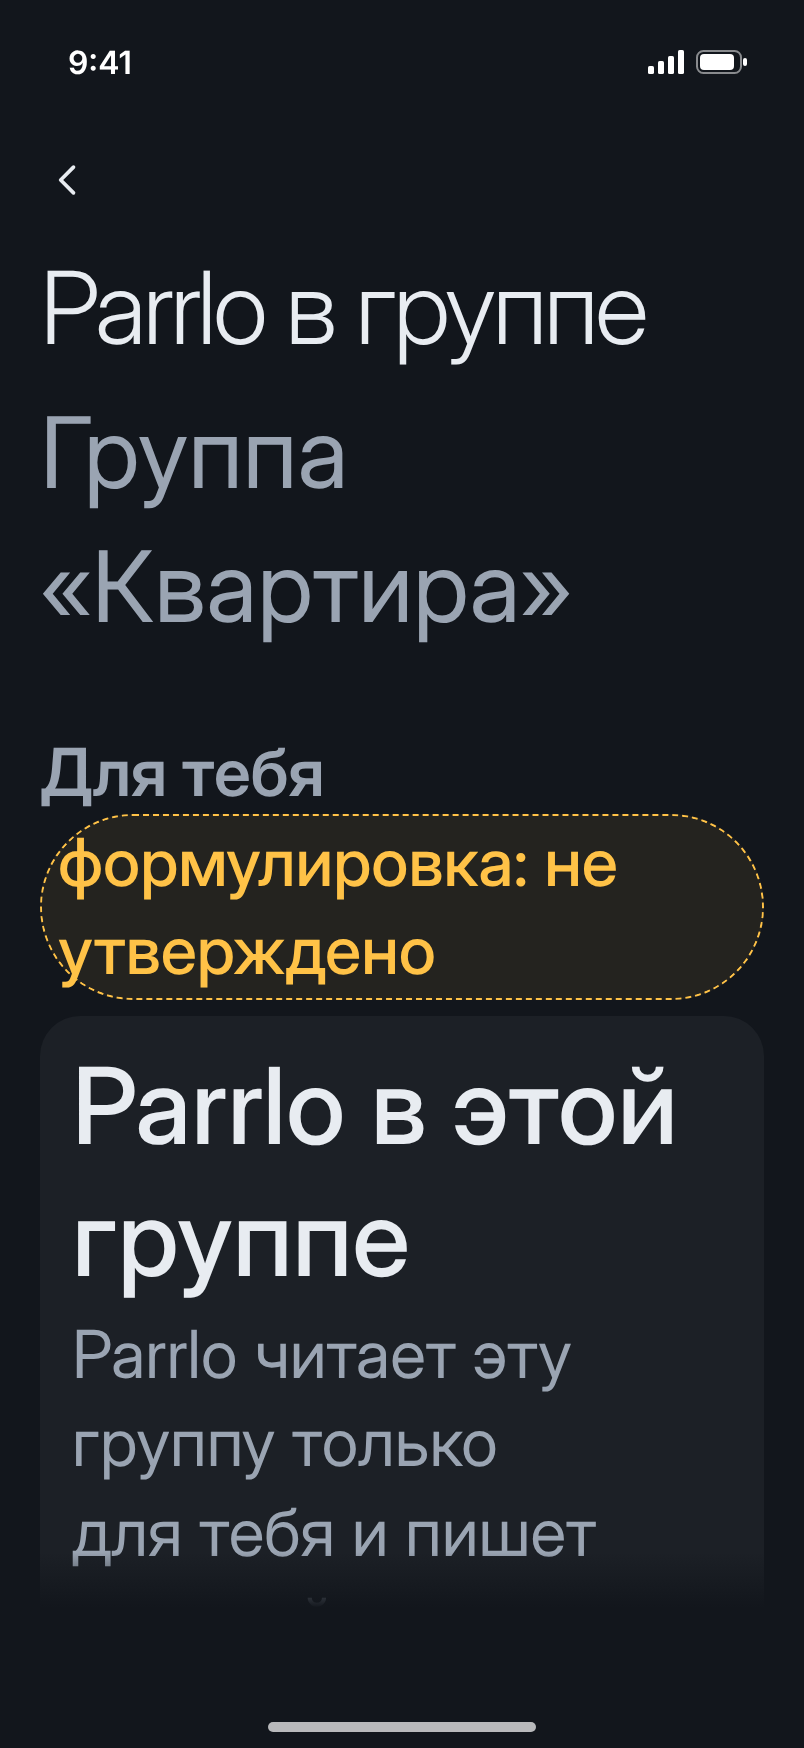 9:41
Parrlo в группе
Группа
«Квартира»
Для тебя
формулировка: не
утверждено
Parrlo в этой
группе
Parrlo читает эту
группу только
для тебя и пишет